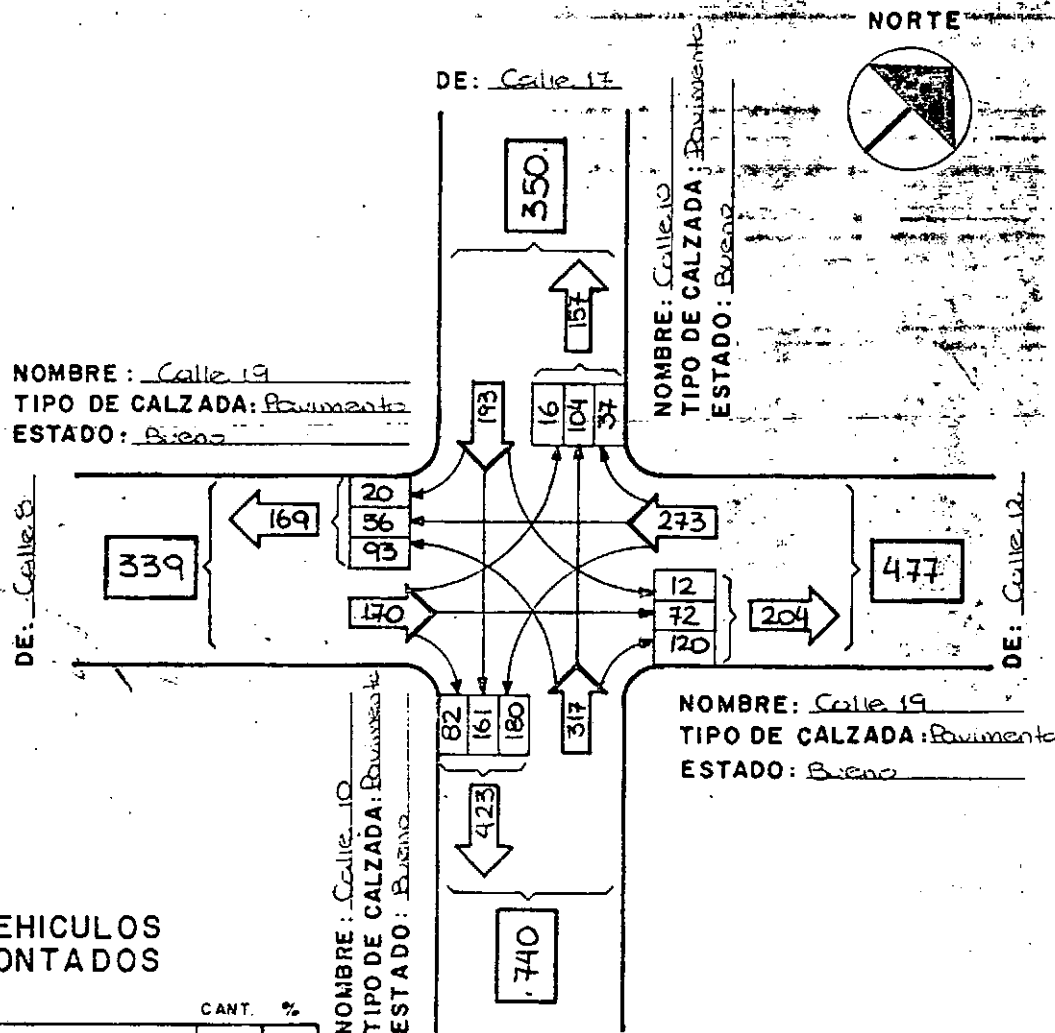 NORTE
DE: Calle 17
350.
157
NOMBRE: Calle 10
TIPO DE CALZADA: Pavimento
ESTADO: Bueno
NOMBRE: Calle 19
TIPO DE CALZADA: Pavimento
ESTADO: Bueno
193
16
104
37
DE: Calle 8
339
169
20
56
93
273
477
DE: Calle 12
170
12
72
120
204
82
161
180
317
NOMBRE: Calle 19
TIPO DE CALZADA: Pavimento
ESTADO: Bueno
423
NOMBRE: Calle 10
TIPO DE CALZADA: Pavimento
ESTADO: Bueno
.740
EHICULOS
ONTADOS
CANT. %